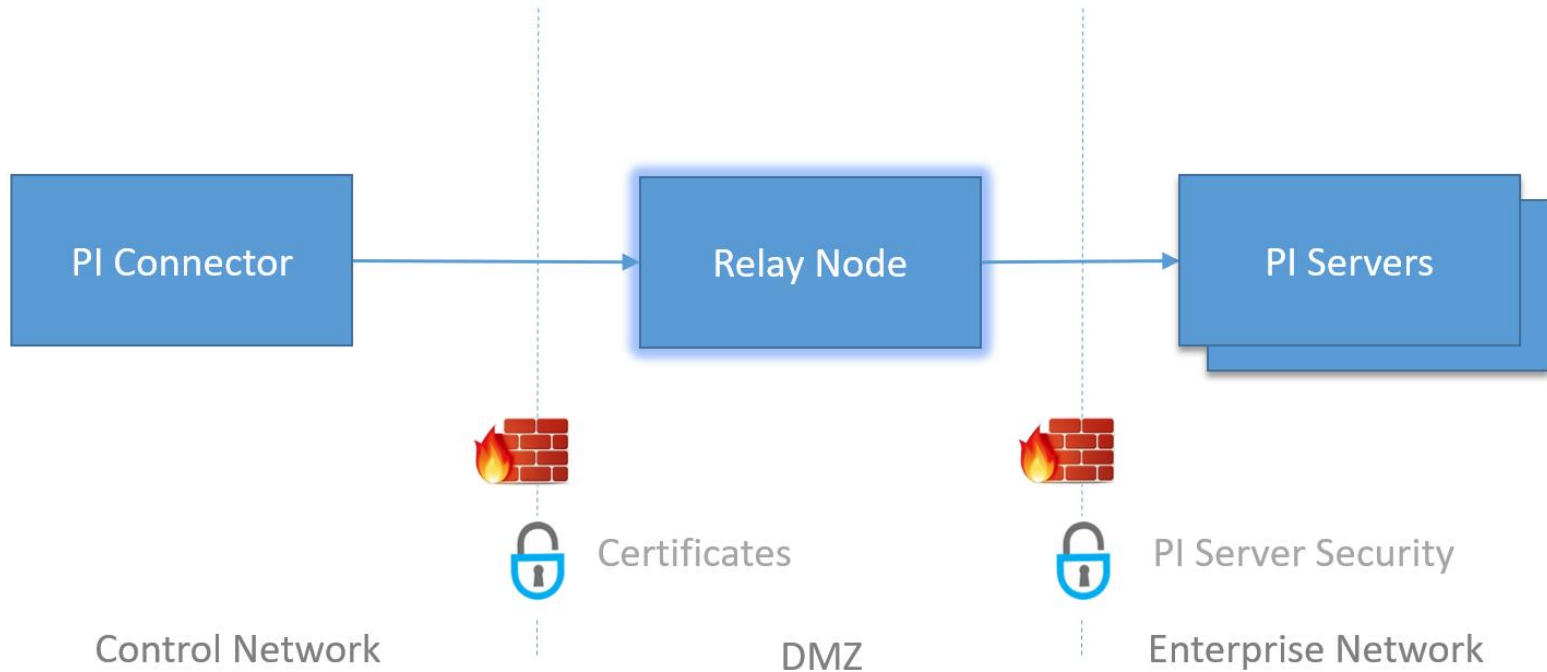 PI Connector
Relay Node
PI Servers
Certificates
PI Server Security
Control Network
DMZ
Enterprise Network